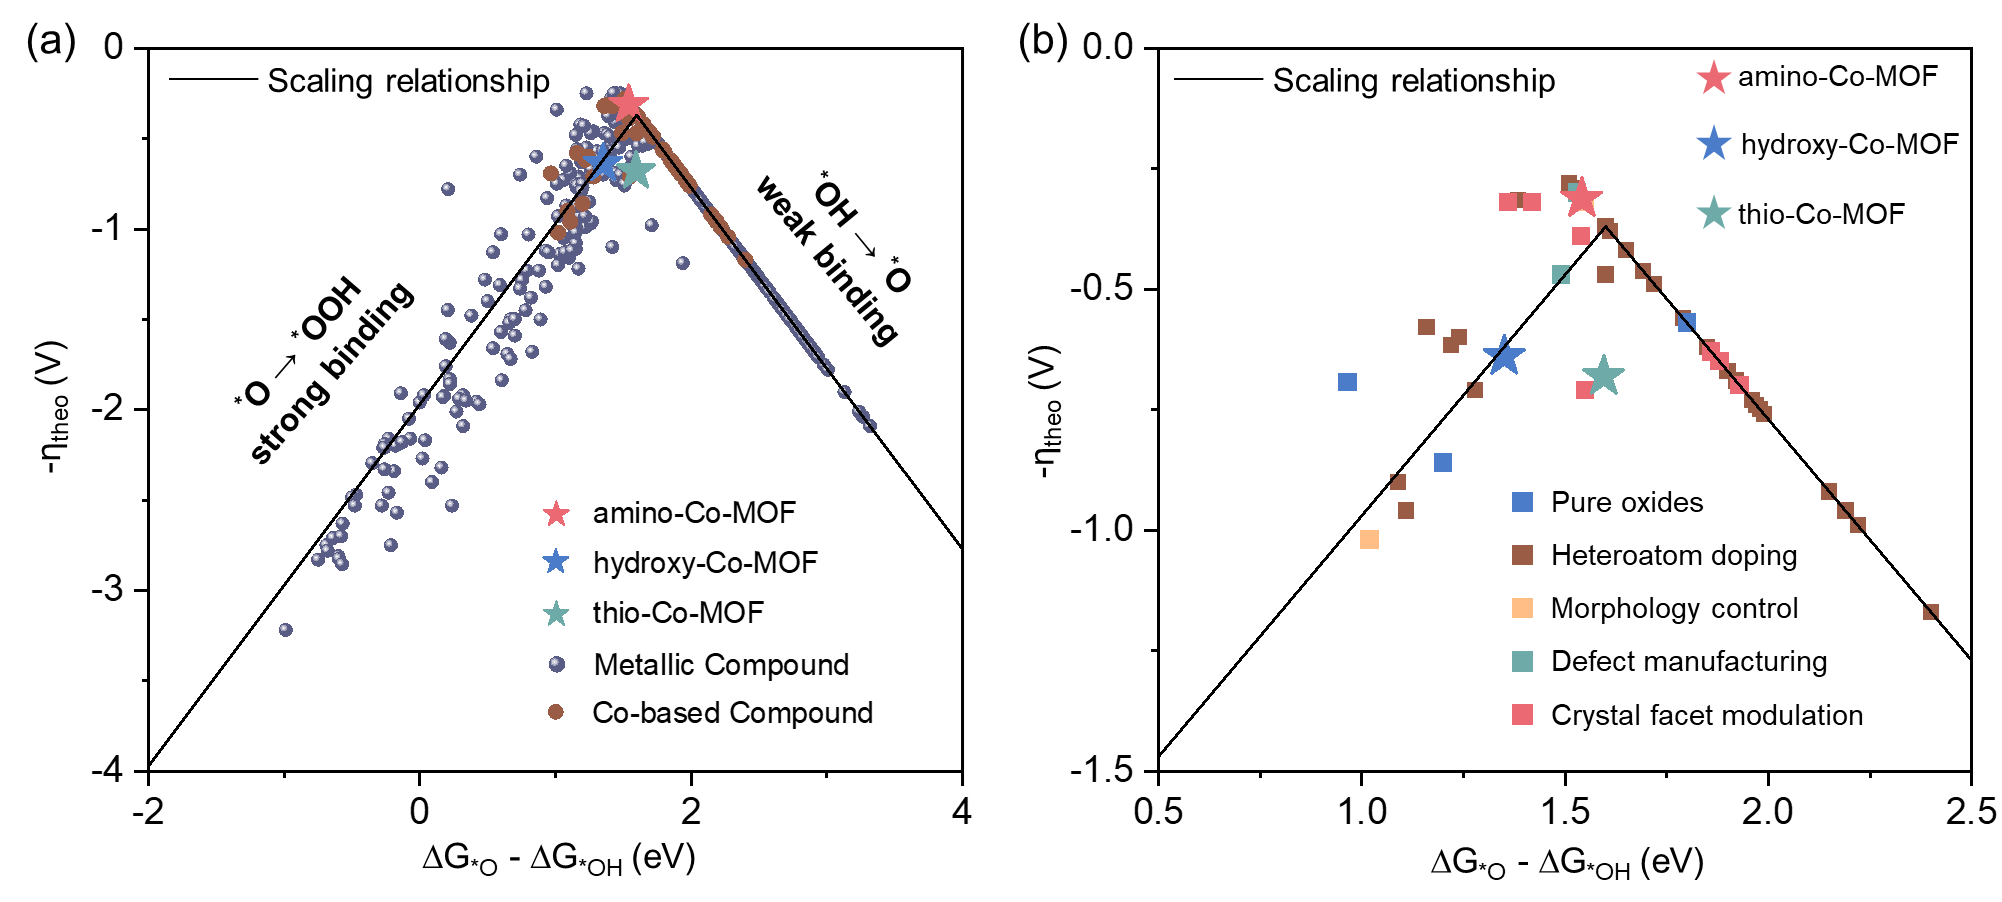 (a)
0
-1
-2
-3
-4
-ηtheo (V)
Scaling relationship
*O → *OOH
strong binding
*OH → *O
weak binding
amino-Co-MOF
hydroxy-Co-MOF
thio-Co-MOF
Metallic Compound
Co-based Compound
-2 0 2 4
ΔG*O - ΔG*OH (eV)
(b)
0.0
-0.5
-1.0
-1.5
-ηtheo (V)
Scaling relationship
amino-Co-MOF
hydroxy-Co-MOF
thio-Co-MOF
Pure oxides
Heteroatom doping
Morphology control
Defect manufacturing
Crystal facet modulation
0.5 1.0 1.5 2.0 2.5
ΔG*O - ΔG*OH (eV)